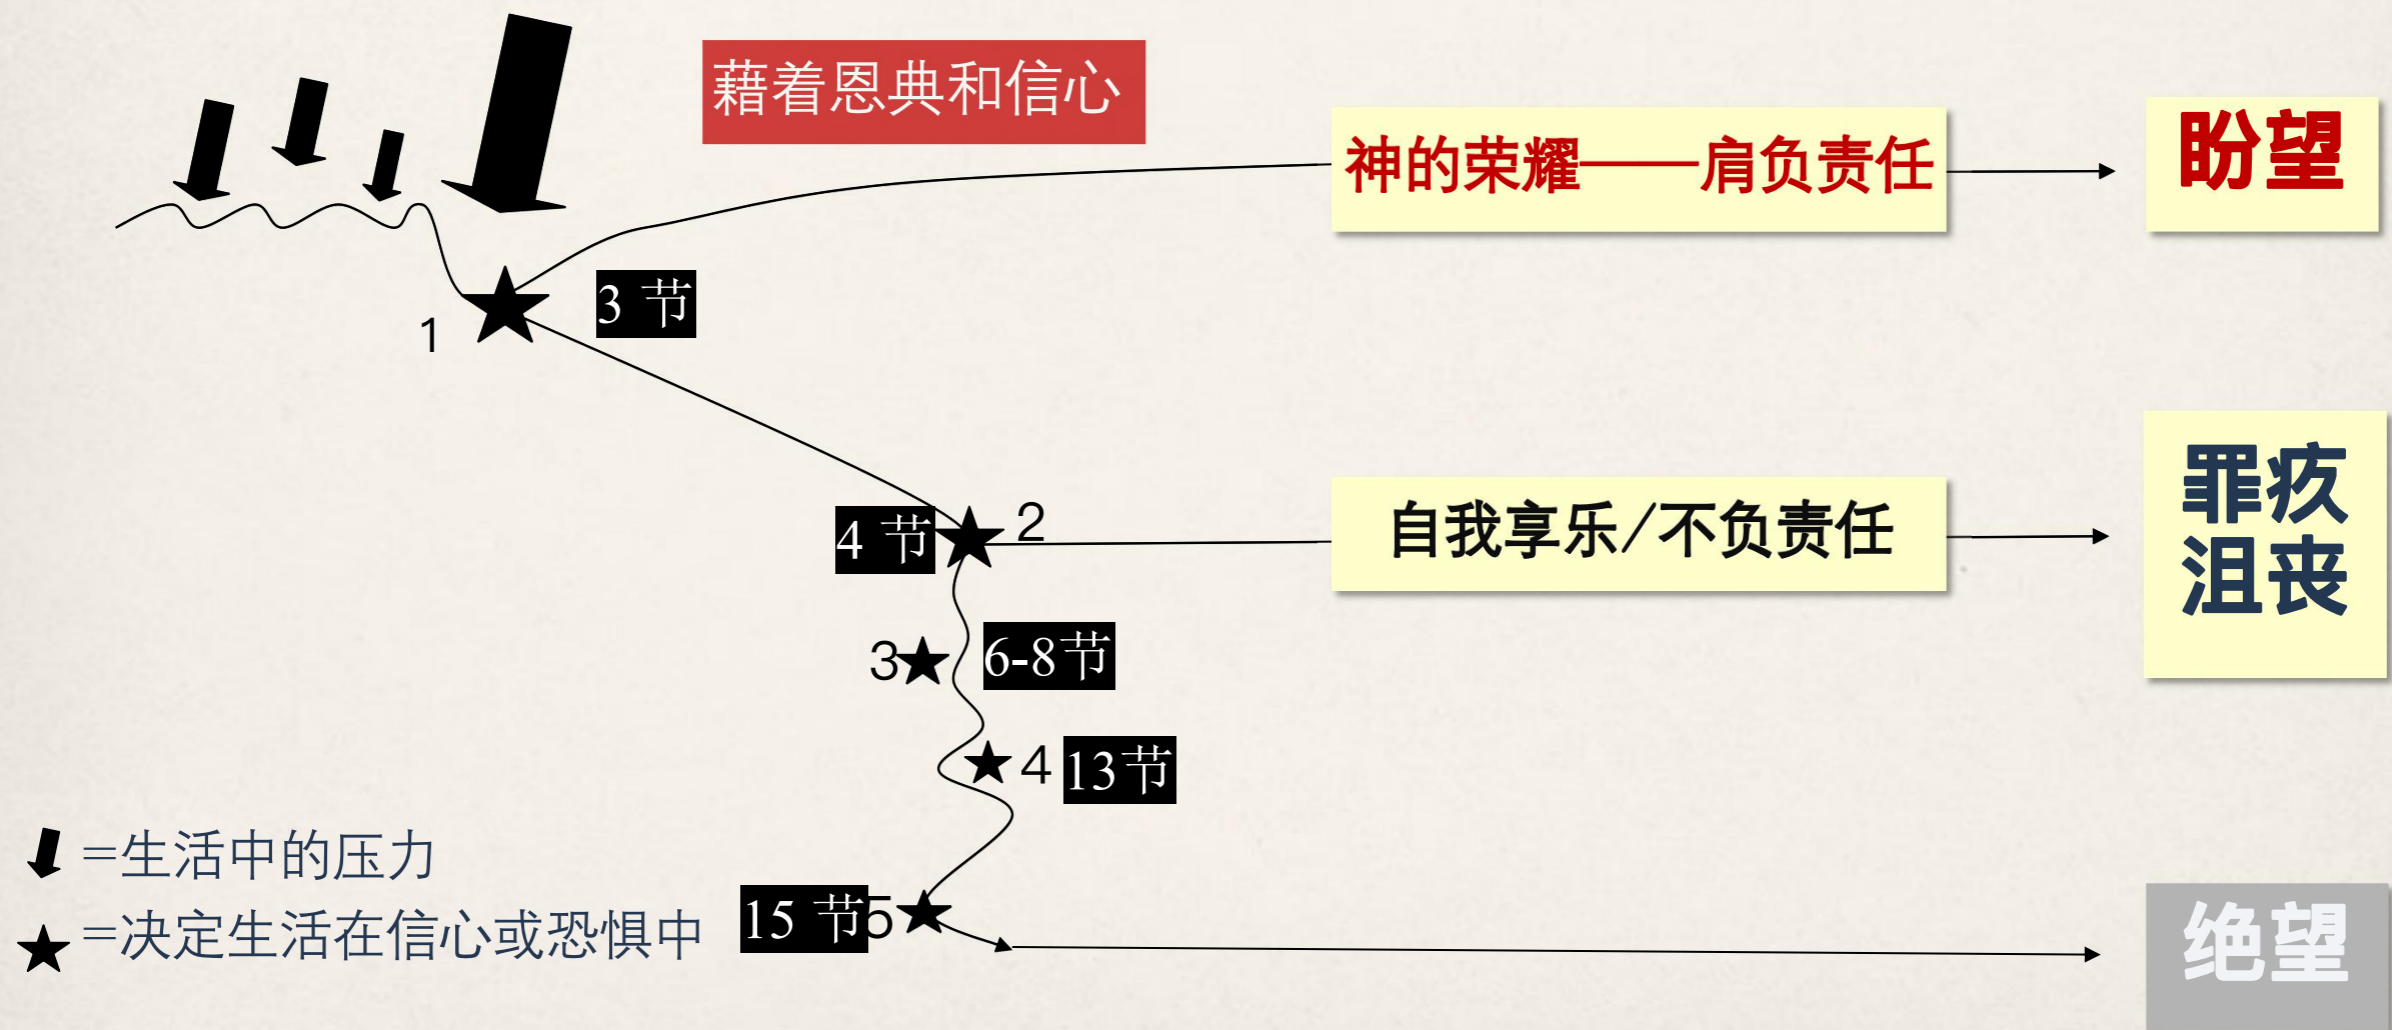 藉着恩典和信心
神的荣耀——肩负责任
盼望
3 节
1
4 节
2
自我享乐/不负责任
罪疚
沮丧
3
6-8节
4
13节
=生活中的压力
=决定生活在信心或恐惧中
15 节
5
绝望